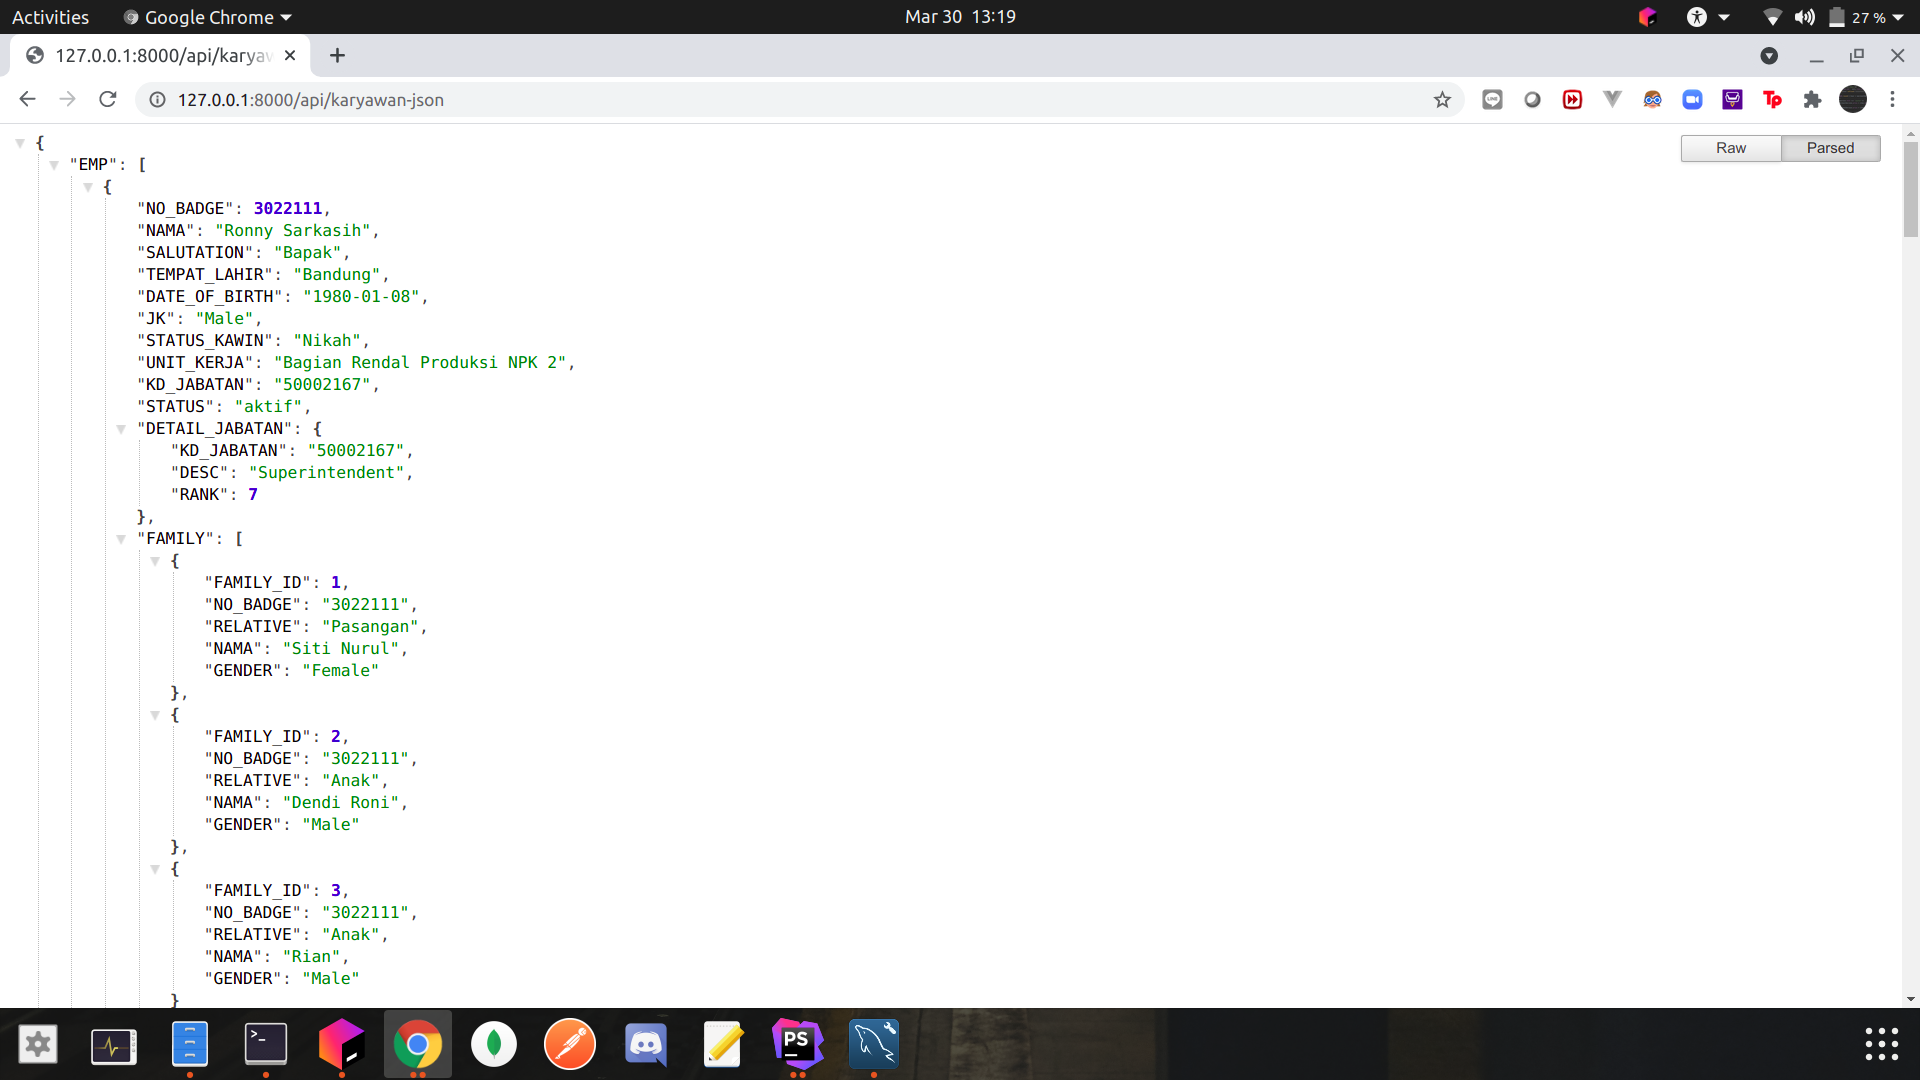 Activities Google Chrome Mar 30 13:19 27 %
127.0.0.1:8000/api/karyaw
127.0.0.1:8000/api/karyawan-json
Raw Parsed
{
"EMP": [
{
"NO_BADGE": 3022111,
"NAMA": "Ronny Sarkasih",
"SALUTATION": "Bapak",
"TEMPAT_LAHIR": "Bandung",
"DATE_OF_BIRTH": "1980-01-08",
"JK": "Male",
"STATUS_KAWIN": "Nikah",
"UNIT_KERJA": "Bagian Rendal Produksi NPK 2",
"KD_JABATAN": "50002167",
"STATUS": "aktif",
"DETAIL_JABATAN": {
"KD_JABATAN": "50002167",
"DESC": "Superintendent",
"RANK": 7
},
"FAMILY": [
{
"FAMILY_ID": 1,
"NO_BADGE": "3022111",
"RELATIVE": "Pasangan",
"NAMA": "Siti Nurul",
"GENDER": "Female"
},
{
"FAMILY_ID": 2,
"NO_BADGE": "3022111",
"RELATIVE": "Anak",
"NAMA": "Dendi Roni",
"GENDER": "Male"
},
{
"FAMILY_ID": 3,
"NO_BADGE": "3022111",
"RELATIVE": "Anak",
"NAMA": "Rian",
"GENDER": "Male"
}
PS